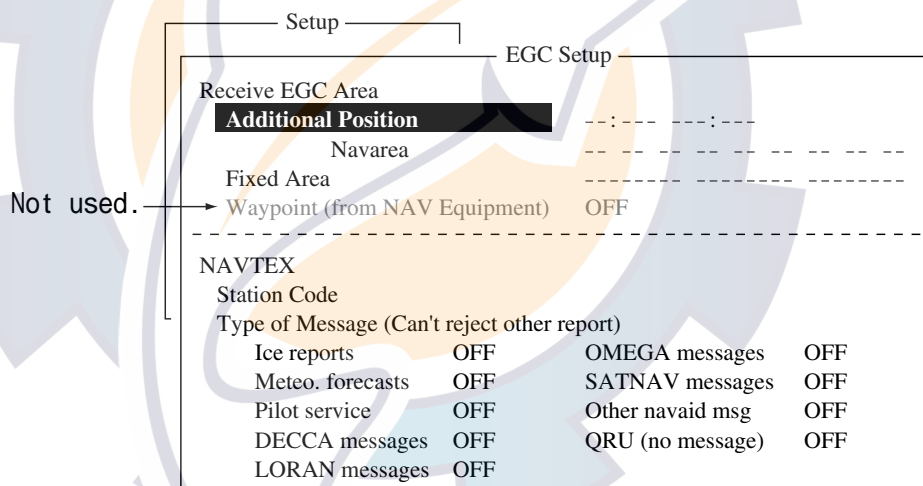 Setup
EGC Setup
Receive EGC Area
Additional Position --:--- ---:---
Navarea -- -- -- -- -- -- -- -- --
Fixed Area ------- ------- --------
Not used. Waypoint (from NAV Equipment) OFF
NAVTEX
Station Code
Type of Message (Can't reject other report)
Ice reports OFF OMEGA messages OFF
Meteo. forecasts OFF SATNAV messages OFF
Pilot service OFF Other navaid msg OFF
DECCA messages OFF QRU (no message) OFF
LORAN messages OFF